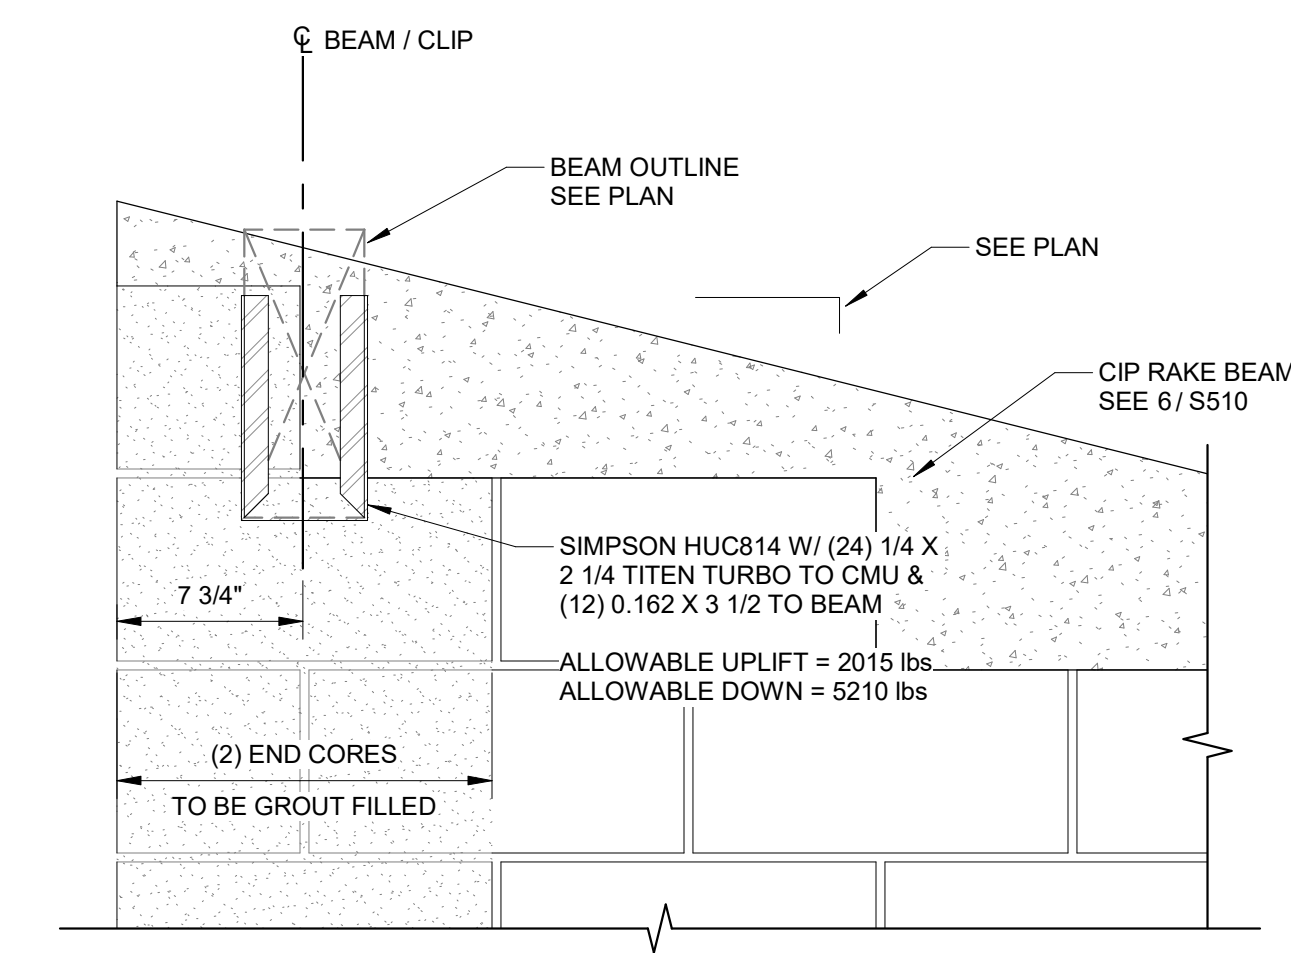 ℄ BEAM / CLIP
BEAM OUTLINE
SEE PLAN
SEE PLAN
CIP RAKE BEAM
SEE 6 / S510
SIMPSON HUC814 W/ (24) 1/4 X
2 1/4 TITEN TURBO TO CMU &
(12) 0.162 X 3 1/2 TO BEAM
7 3/4"
ALLOWABLE UPLIFT = 2015 lbs
ALLOWABLE DOWN = 5210 lbs
(2) END CORES
TO BE GROUT FILLED